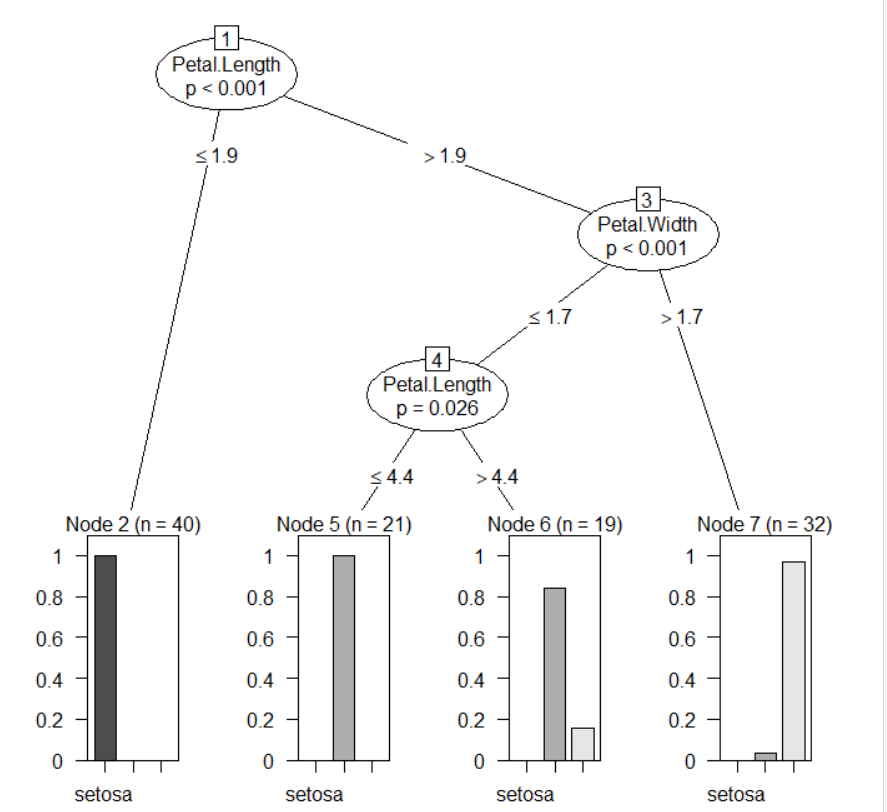 1
Petal.Length
p < 0.001
≤ 1.9
> 1.9
3
Petal.Width
p < 0.001
≤ 1.7
> 1.7
4
Petal.Length
p = 0.026
≤ 4.4
> 4.4
Node 2 (n = 40)
1
0.8
0.6
0.4
0.2
0
setosa
Node 5 (n = 21)
1
0.8
0.6
0.4
0.2
0
setosa
Node 6 (n = 19)
1
0.8
0.6
0.4
0.2
0
setosa
Node 7 (n = 32)
1
0.8
0.6
0.4
0.2
0
setosa